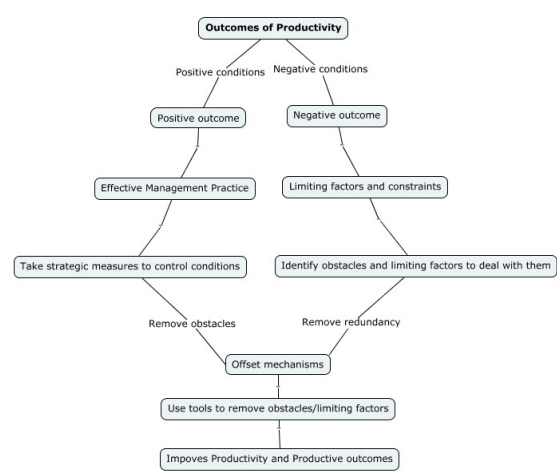 Outcomes of Productivity
Positive conditions
Negative conditions
Positive outcome
Negative outcome
Effective Management Practice
Limiting factors and constraints
Take strategic measures to control conditions
Identify obstacles and limiting factors to deal with them
Remove obstacles
Remove redundancy
Offset mechanisms
Use tools to remove obstacles/limiting factors
Impoves Productivity and Productive outcomes